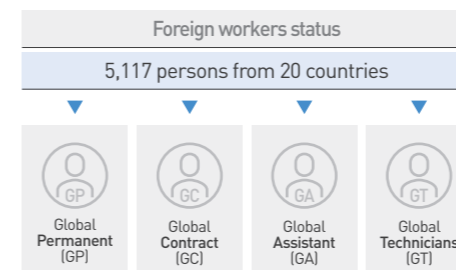 Foreign workers status
5,117 persons from 20 countries
GP
GC
GA
GT
Global
Permanent
(GP)
Global
Contract
(GC)
Global
Assistant
(GA)
Global
Technicians
(GT)